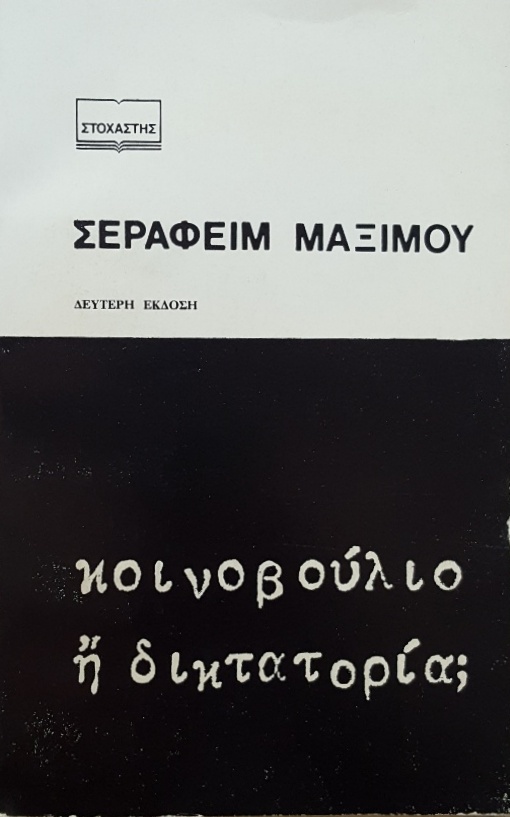 ΣΤΟΧΑΣΤΗΣ
ΣΕΡΑΦΕΙΜ ΜΑΞΙΜΟΥ
ΔΕΥΤΕΡΗ ΕΚΔΟΣΗ
κοινοβούλιο
ἤ δικτατορία;